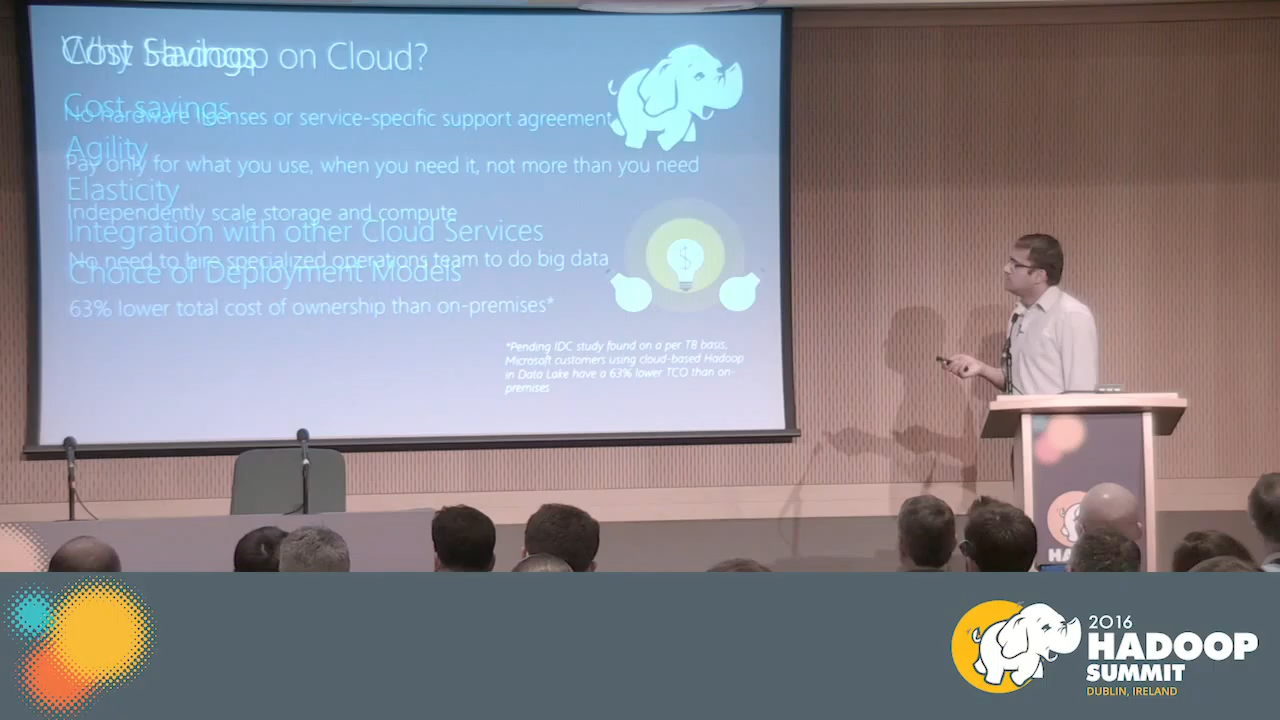 Why Hadoop on Cloud?
Cost Savings
Cost savings
No hardware licenses or service-specific support agreement
Agility
Pay only for what you use, when you need it, not more than you need
Elasticity
Independently scale storage and compute
Integration with other Cloud Services
No need to hire specialized operations team to do big data
Choice of Deployment Models
63% lower total cost of ownership than on-premises*
$
*Pending IDC study found on a per TB basis,
Microsoft customers using cloud-based Hadoop
in Data Lake have a 63% lower TCO than on-
premises
HA
2016
HADOOP
SUMMIT
DUBLIN, IRELAND